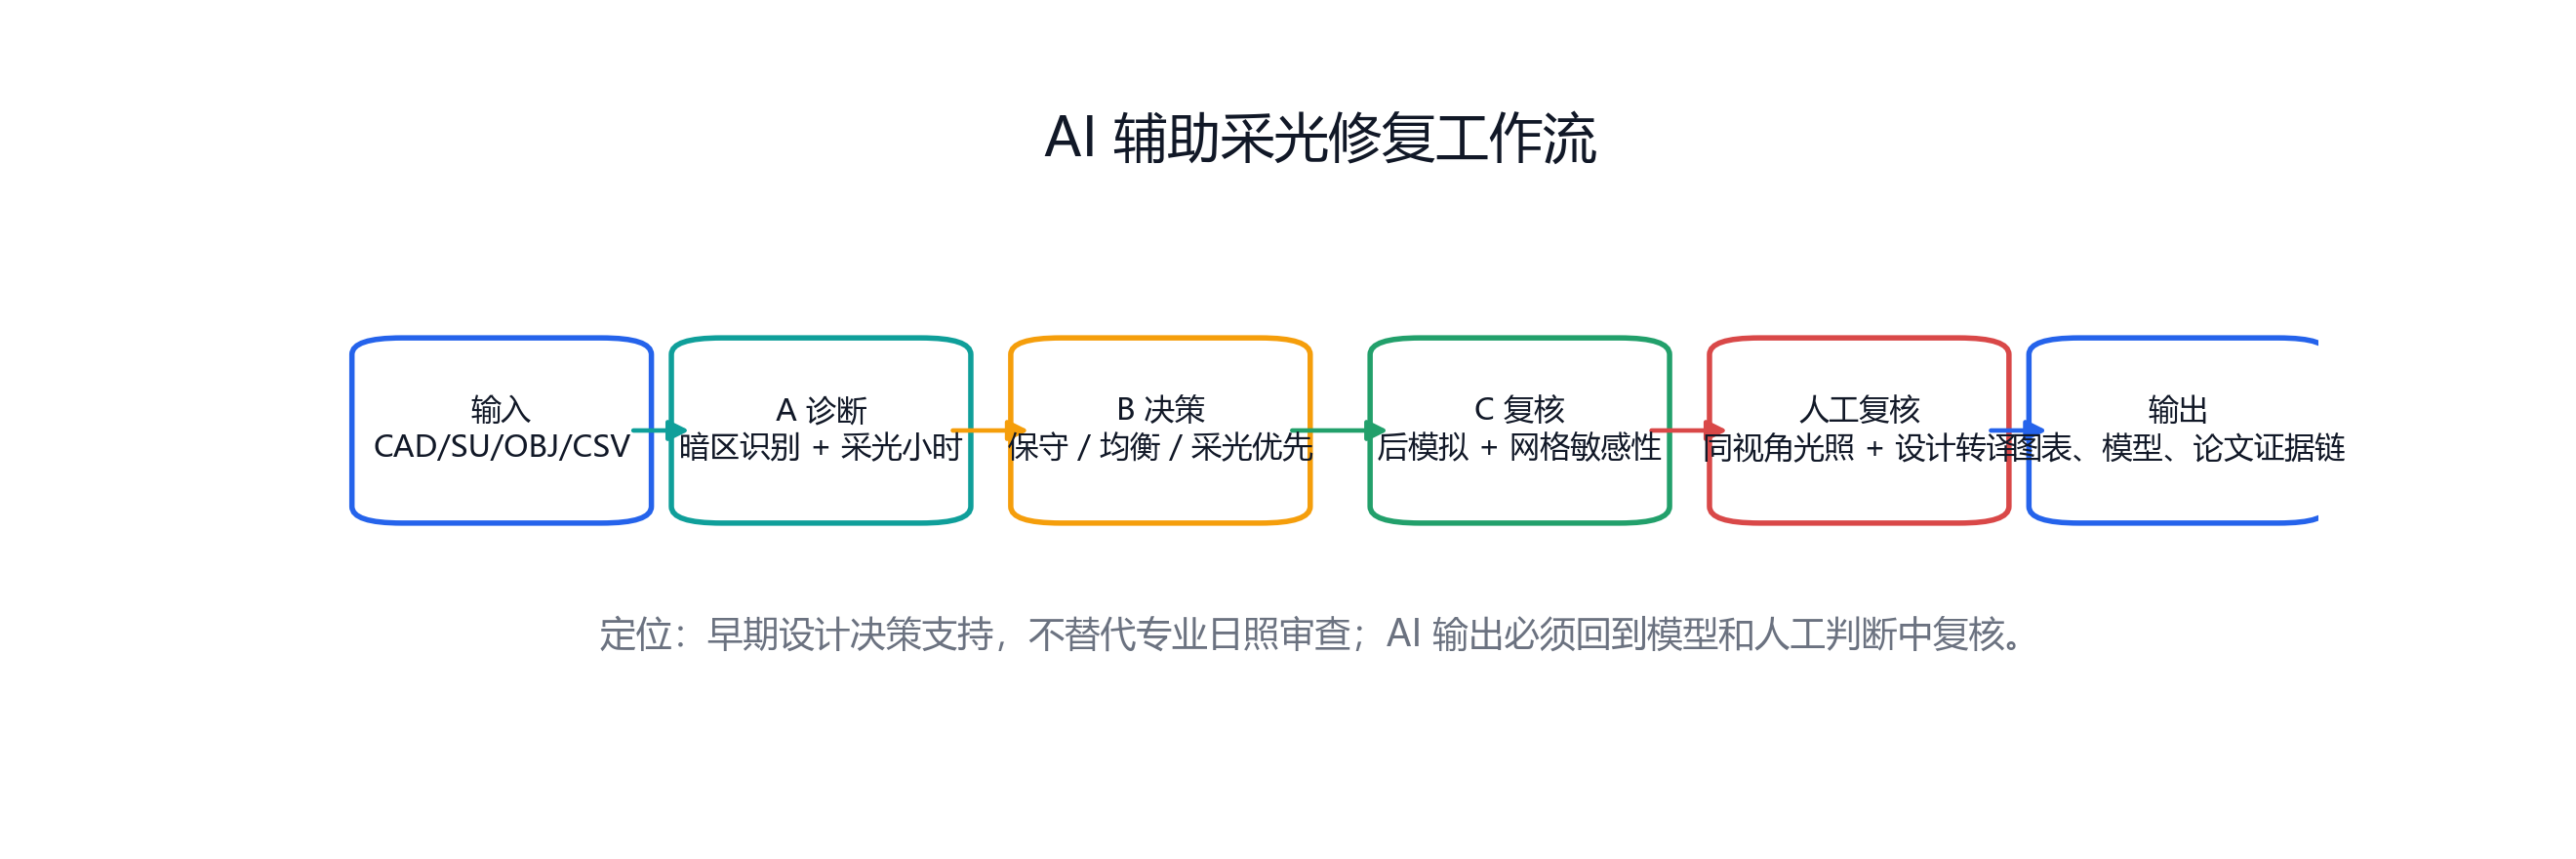 AI 辅助采光修复工作流
输入
CAD/SU/OBJ/CSV
A 诊断
暗区识别 + 采光小时
B 决策
保守 / 均衡 / 采光优先
C 复核
后模拟 + 网格敏感性
人工复核
同视角光照 + 设计转译
输出
图表、模型、论文证据链
定位：早期设计决策支持，不替代专业日照审查；AI 输出必须回到模型和人工判断中复核。